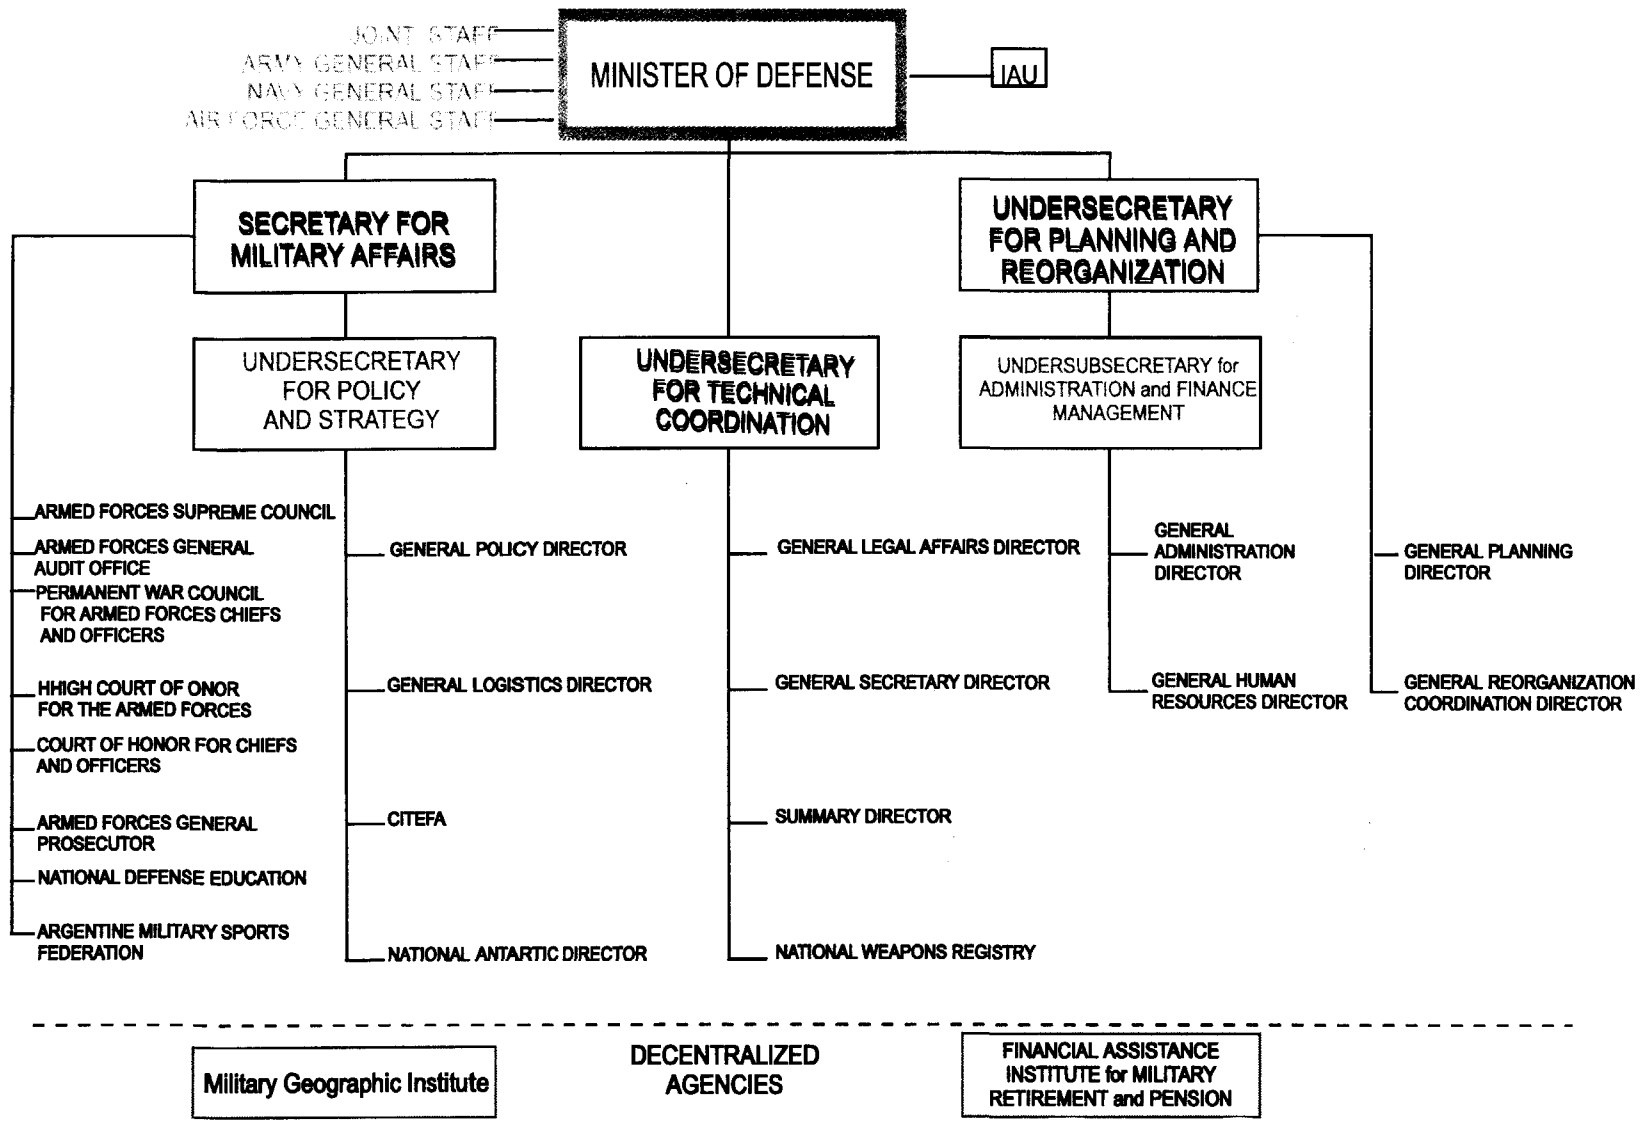 JOINT STAFF
ARMY GENERAL STAFF
NAVY GENERAL STAFF
AIR FORCE GENERAL STAFF
MINISTER OF DEFENSE
IAU
SECRETARY FOR
MILITARY AFFAIRS
UNDERSECRETARY
FOR PLANNING AND
REORGANIZATION
UNDERSECRETARY
FOR POLICY
AND STRATEGY
UNDERSECRETARY
FOR TECHNICAL
COORDINATION
UNDERSUBSECRETARY for
ADMINISTRATION and FINANCE
MANAGEMENT
ARMED FORCES SUPREME COUNCIL
ARMED FORCES GENERAL
AUDIT OFFICE
PERMANENT WAR COUNCIL
FOR ARMED FORCES CHIEFS
AND OFFICERS
HHIGH COURT OF ONOR
FOR THE ARMED FORCES
COURT OF HONOR FOR CHIEFS
AND OFFICERS
ARMED FORCES GENERAL
PROSECUTOR
NATIONAL DEFENSE EDUCATION
ARGENTINE MILITARY SPORTS
FEDERATION
GENERAL POLICY DIRECTOR
GENERAL LOGISTICS DIRECTOR
CITEFA
NATIONAL ANTARTIC DIRECTOR
GENERAL LEGAL AFFAIRS DIRECTOR
GENERAL SECRETARY DIRECTOR
SUMMARY DIRECTOR
NATIONAL WEAPONS REGISTRY
GENERAL
ADMINISTRATION
DIRECTOR
GENERAL HUMAN
RESOURCES DIRECTOR
GENERAL PLANNING
DIRECTOR
GENERAL REORGANIZATION
COORDINATION DIRECTOR
Military Geographic Institute
DECENTRALIZED
AGENCIES
FINANCIAL ASSISTANCE
INSTITUTE for MILITARY
RETIREMENT and PENSION